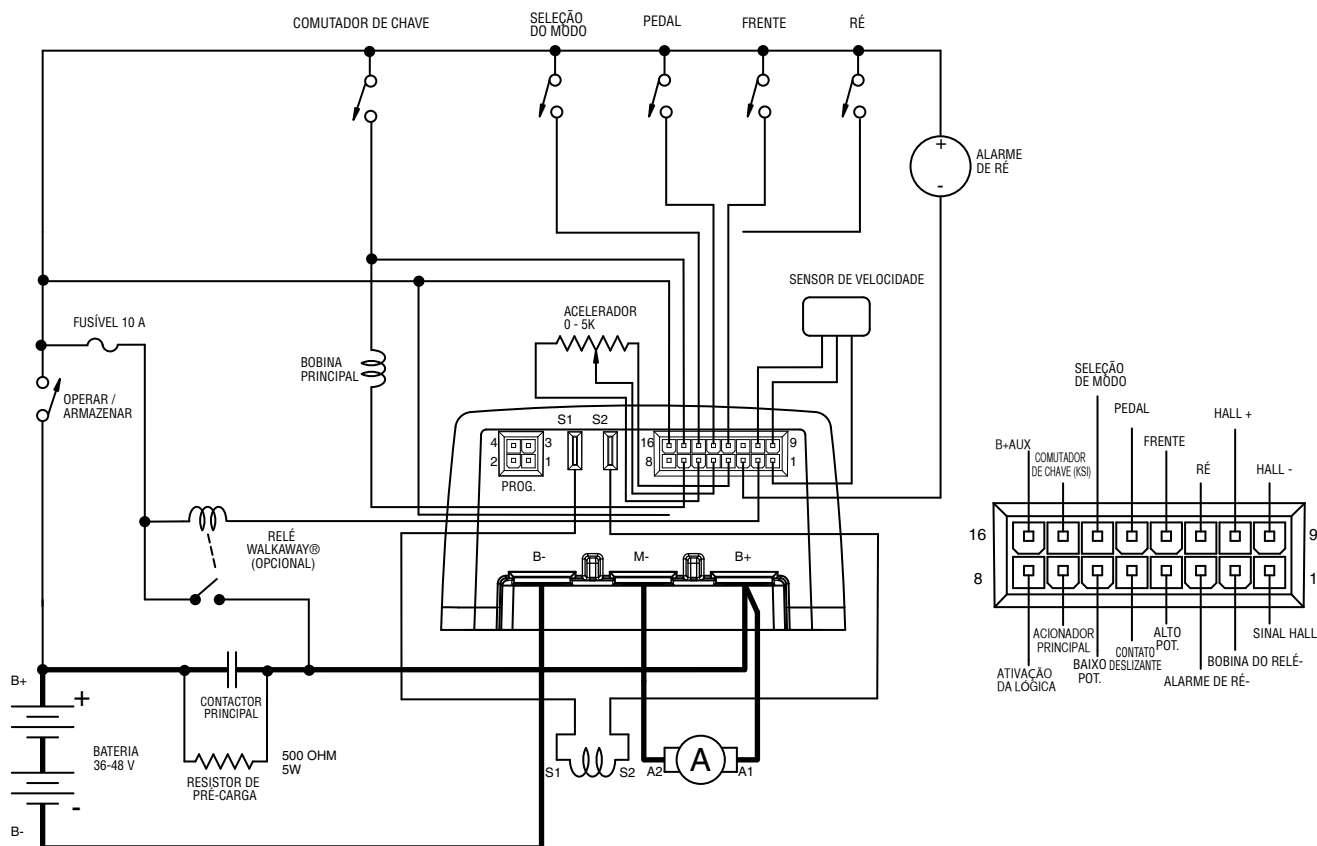 COMUTADOR DE CHAVE
SELEÇÃO
DO MODO
PEDAL
FRENTE
RÉ
+
-
ALARME
DE RÉ
SENSOR DE VELOCIDADE
ACELERADOR
0 - 5K
FUSÍVEL 10 A
BOBINA
PRINCIPAL
OPERAR /
ARMAZENAR
S1
S2
4
3
2
1
PROG.
16
9
8
1
RELÉ
WALKAWAY®
(OPCIONAL)
B-
M-
B+
B+
CONTACTOR
PRINCIPAL
+
BATERIA
36-48 V
-
B-
500 OHM
5W
RESISTOR DE
PRÉ-CARGA
S1
S2
A2
A
A1
SELEÇÃO
DE MODO
PEDAL
HALL +
B+AUX
COMUTADOR
DE CHAVE (KSI)
FRENTE
RÉ
HALL -
16
9
8
1
ATIVAÇÃO
DA LÓGICA
ACIONADOR
PRINCIPAL
BAIXO
POT.
CONTATO
DESLIZANTE
ALTO
POT.
ALARME DE RÉ-
BOBINA DO RELÉ-
SINAL HALL